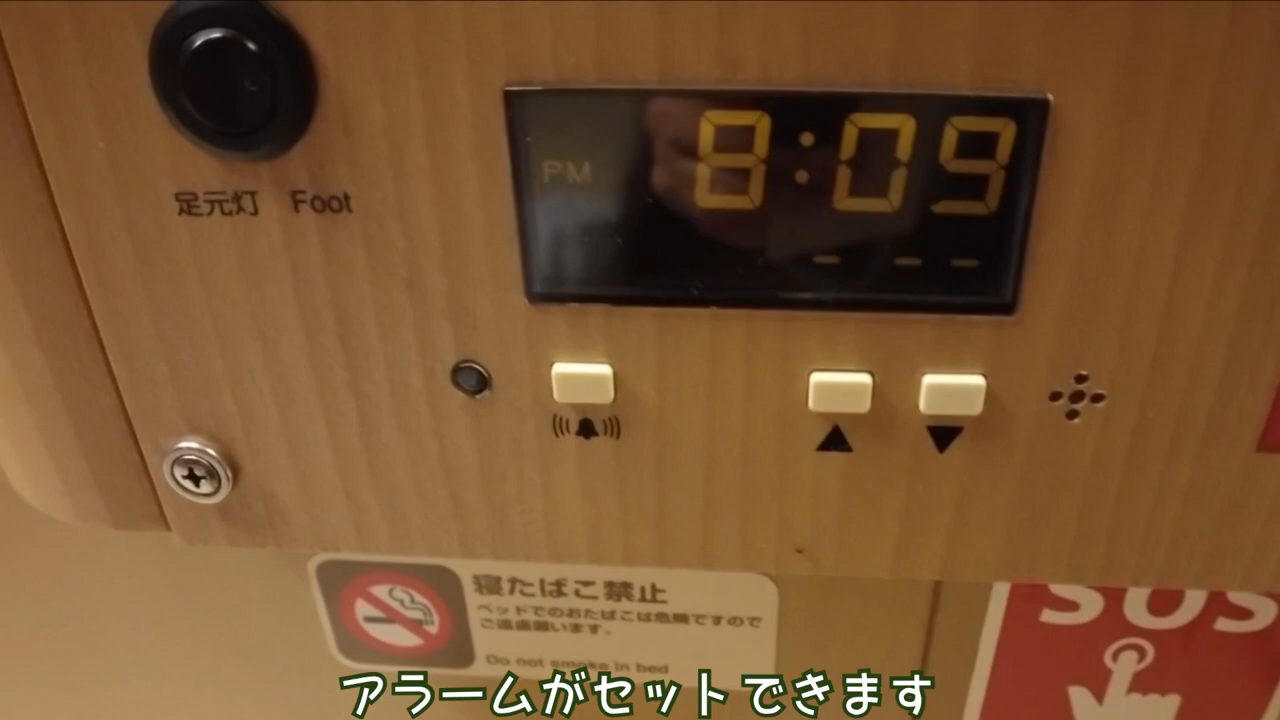 PM 8:09
- - -
足元灯 Foot
▲ ▼
寝たばこ禁止
ベッドでのおたばこは危険ですので
ご遠慮願います。
Do not smoke in bed
SOS
アラームがセットできます